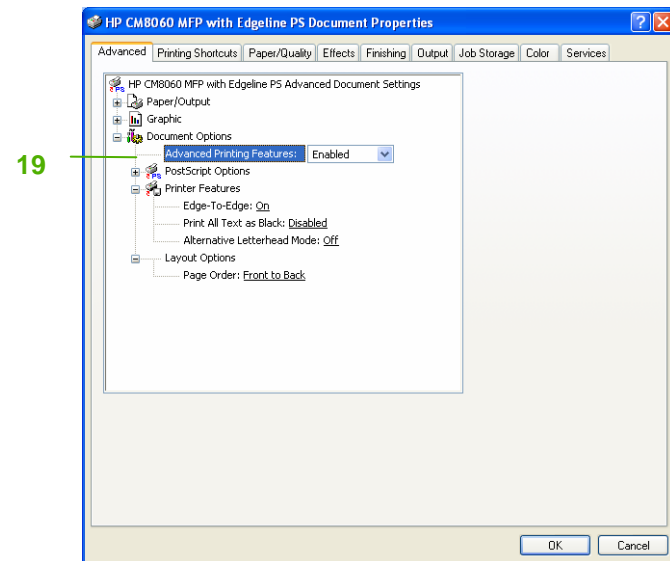 HP CM8060 MFP with Edgeline PS Document Properties
Advanced Printing Shortcuts Paper/Quality Effects Finishing Output Job Storage Color Services
HP CM8060 MFP with Edgeline PS Advanced Document Settings
Paper/Output
Graphic
Document Options
19
Advanced Printing Features: Enabled
PostScript Options
Printer Features
Edge-To-Edge: On
Print All Text as Black: Disabled
Alternative Letterhead Mode: Off
Layout Options
Page Order: Front to Back
OK Cancel